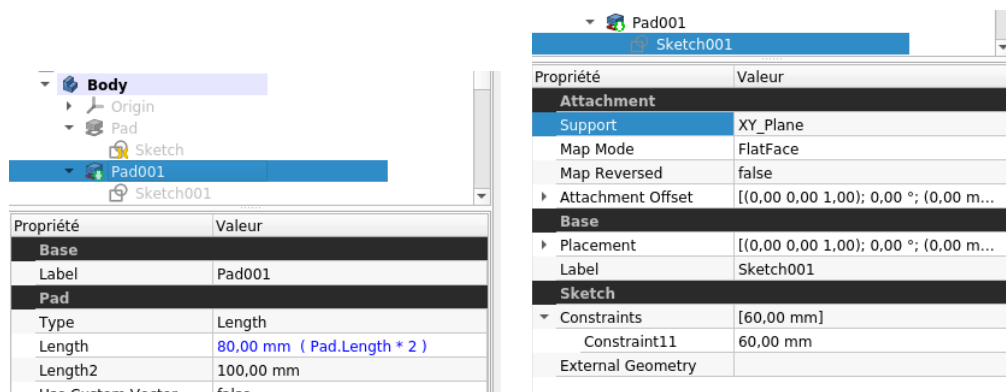 Body
Origin
Pad
Sketch
Pad001
Sketch001
Propriété Valeur
Base
Label Pad001
Pad
Type Length
Length 80,00 mm ( Pad.Length * 2 )
Length2 100,00 mm
Pad001
Sketch001
Propriété Valeur
Attachment
Support XY_Plane
Map Mode FlatFace
Map Reversed false
Attachment Offset [(0,00 0,00 1,00); 0,00 °; (0,00 m...
Base
Placement [(0,00 0,00 1,00); 0,00 °; (0,00 m...
Label Sketch001
Sketch
Constraints [60,00 mm]
Constraint11 60,00 mm
External Geometry